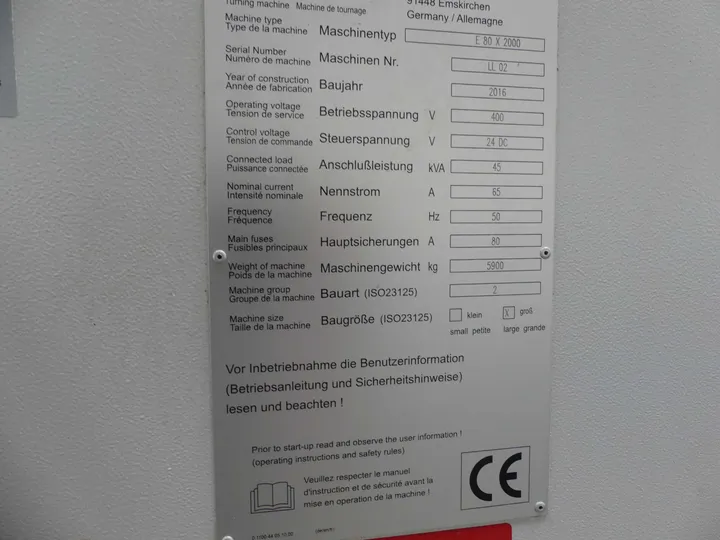 Turning machine Machine de tournage
91448 Emskirchen
Germany / Allemagne
Machine type
Type de la machine Maschinentyp E 80 X 2000
Serial Number
Numéro de machine Maschinen Nr. LL 02
Year of construction
Année de fabrication Baujahr 2016
Operating voltage
Tension de service Betriebsspannung V 400
Control voltage
Tension de commande Steuerspannung V 24 DC
Connected load
Puissance connectée Anschlußleistung kVA 45
Nominal current
Intensité nominale Nennstrom A 65
Frequency
Fréquence Frequenz Hz 50
Main fuses
Fusibles principaux Hauptsicherungen A 80
Weight of machine
Poids de la machine Maschinengewicht kg 5900
Machine group
Groupe de la machine Bauart (ISO23125) 2
Machine size
Taille de la machine Baugröße (ISO23125) klein X groß
small petite large grande
Vor Inbetriebnahme die Benutzerinformation
(Betriebsanleitung und Sicherheitshinweise)
lesen und beachten !
Prior to start-up read and observe the user information !
(operating instructions and safety rules)
Veuillez respecter le manuel
d'instruction et de sécurité avant la
mise en operation de la machine !
CE